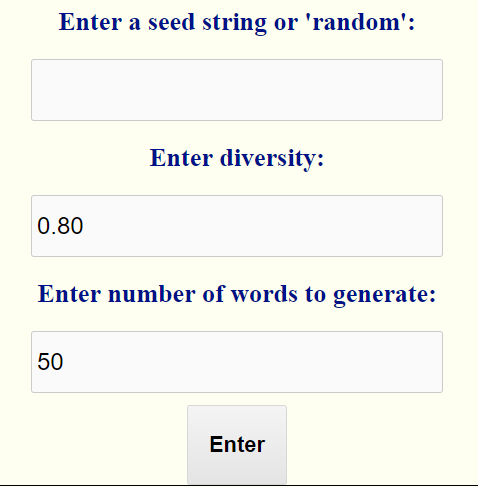 Enter a seed string or 'random':
Enter diversity:
0.80
Enter number of words to generate:
50
Enter